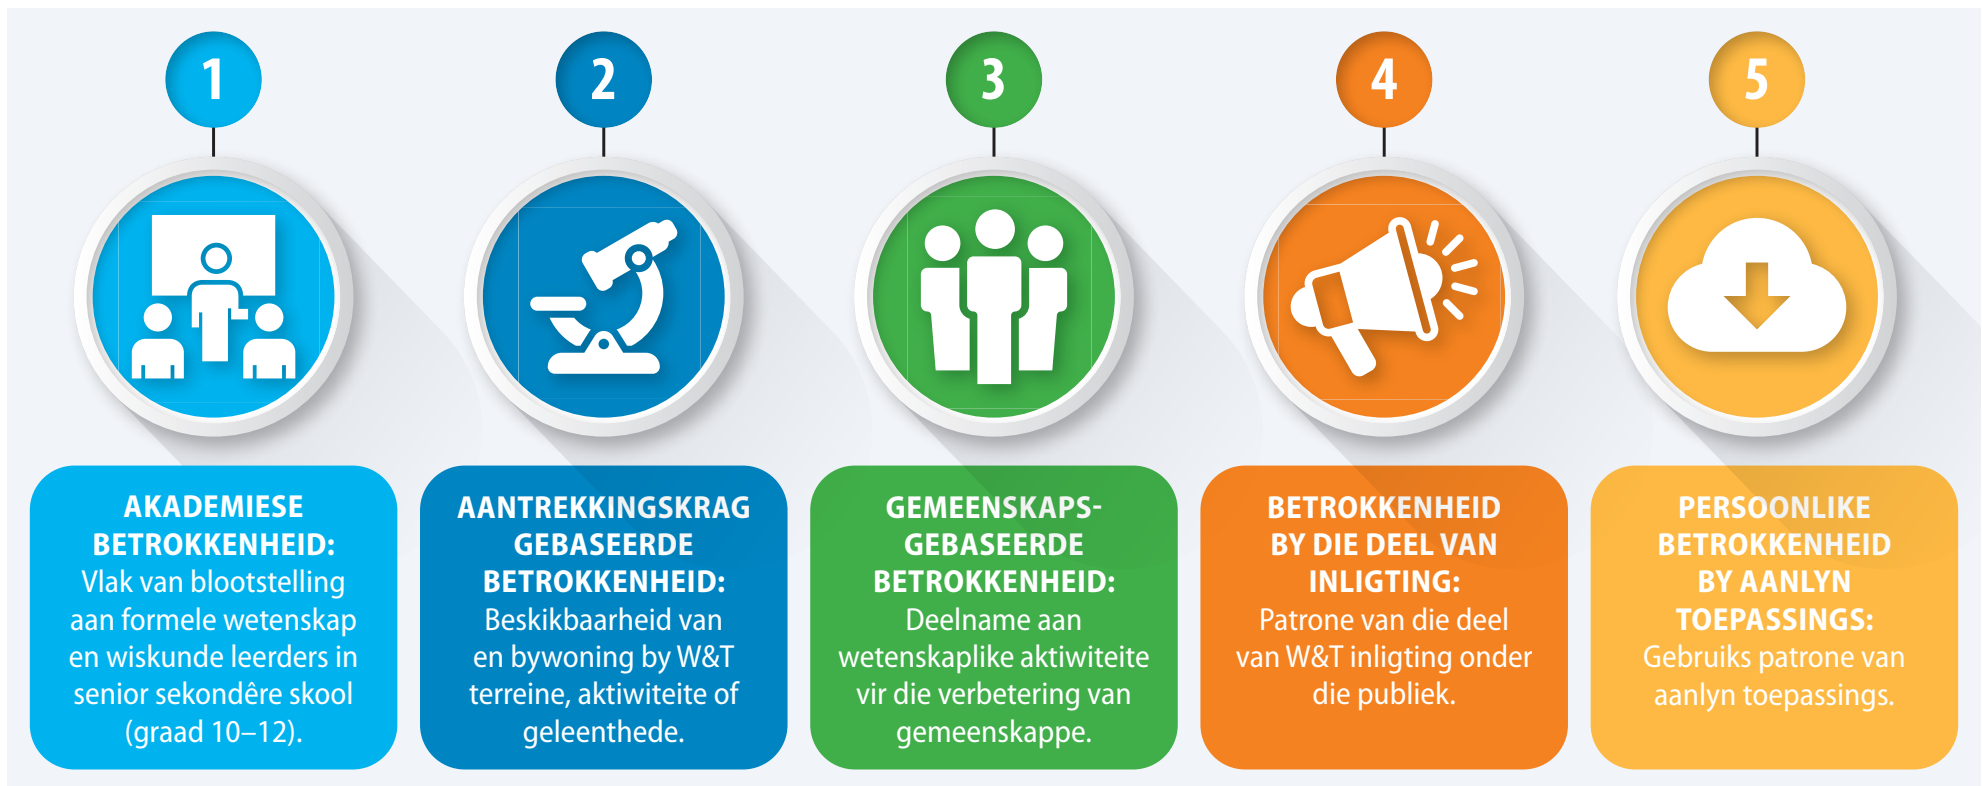 1
AKADEMIESE
BETROKKENHEID:
Vlak van blootstelling
aan formele wetenskap
en wiskunde leerders in
senior sekondêre skool
(graad 10–12).
2
AANTREKKINGSKRAG
GEBASEERDE
BETROKKENHEID:
Beskikbaarheid van
en bywoning by W&T
terreine, aktiwiteite of
geleenthede.
3
GEMEENSKAPS-
GEBASEERDE
BETROKKENHEID:
Deelname aan
wetenskaplike aktiwiteite
vir die verbetering van
gemeenskappe.
4
BETROKKENHEID
BY DIE DEEL VAN
INLIGTING:
Patrone van die deel
van W&T inligting onder
die publiek.
5
PERSOONLIKE
BETROKKENHEID
BY AANLYN
TOEPASSINGS:
Gebruiks patrone van
aanlyn toepassings.